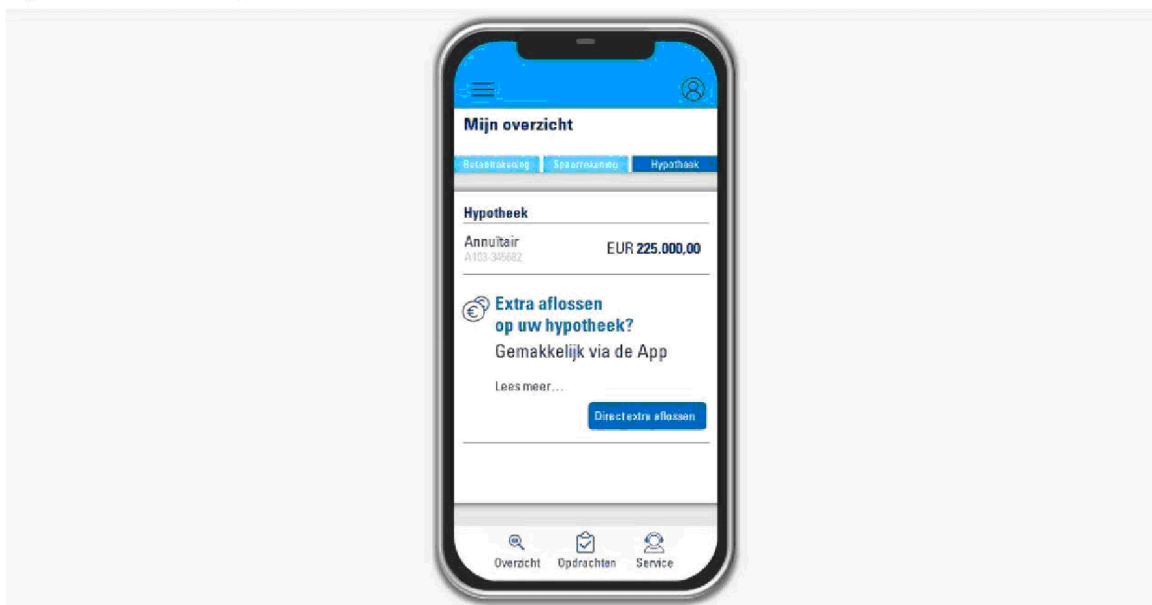 Mijn overzicht
Betaalrekening Spaarrekening Hypotheek
Hypotheek
Annuïtair EUR 225.000,00
A103-345682
Extra aflossen
op uw hypotheek?
Gemakkelijk via de App
Lees meer...
Direct extra aflossen
Overzicht Opdrachten Service